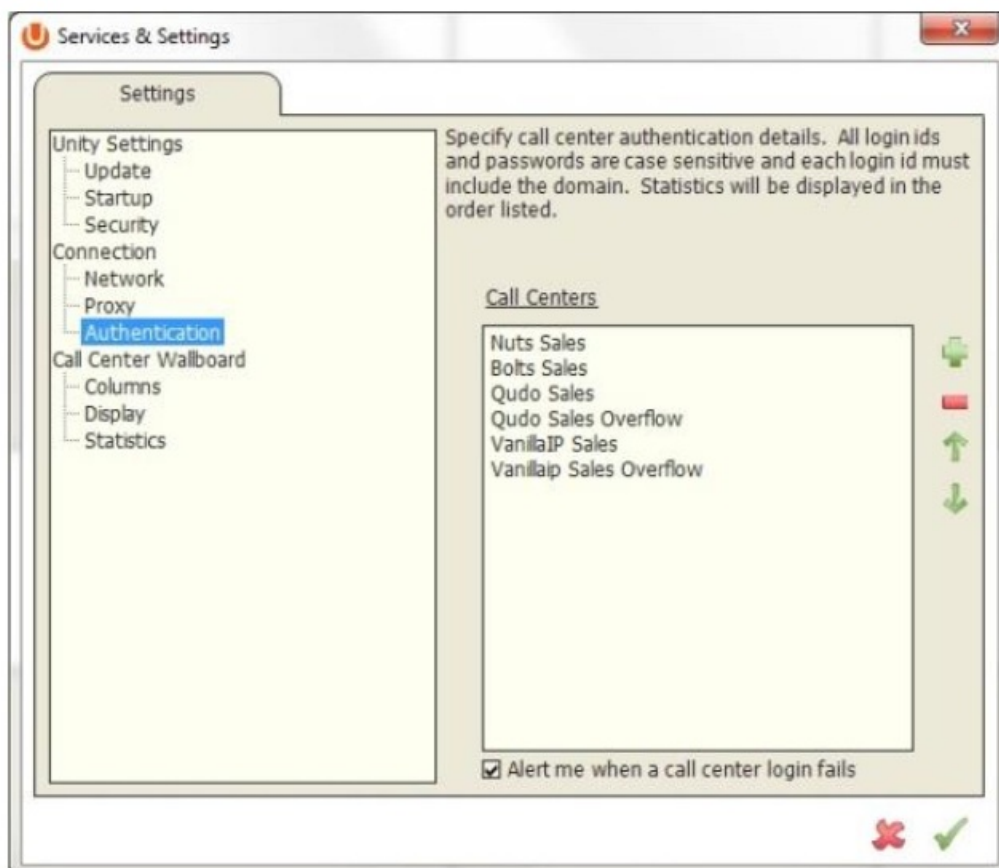 Services & Settings
Settings
Unity Settings
Update
Startup
Security
Connection
Network
Proxy
Authentication
Call Center Wallboard
Columns
Display
Statistics
Specify call center authentication details. All login ids
and passwords are case sensitive and each login id must
include the domain. Statistics will be displayed in the
order listed.
Call Centers
Nuts Sales
Bolts Sales
Qudo Sales
Qudo Sales Overflow
VanillaIP Sales
Vanillaip Sales Overflow
Alert me when a call center login fails